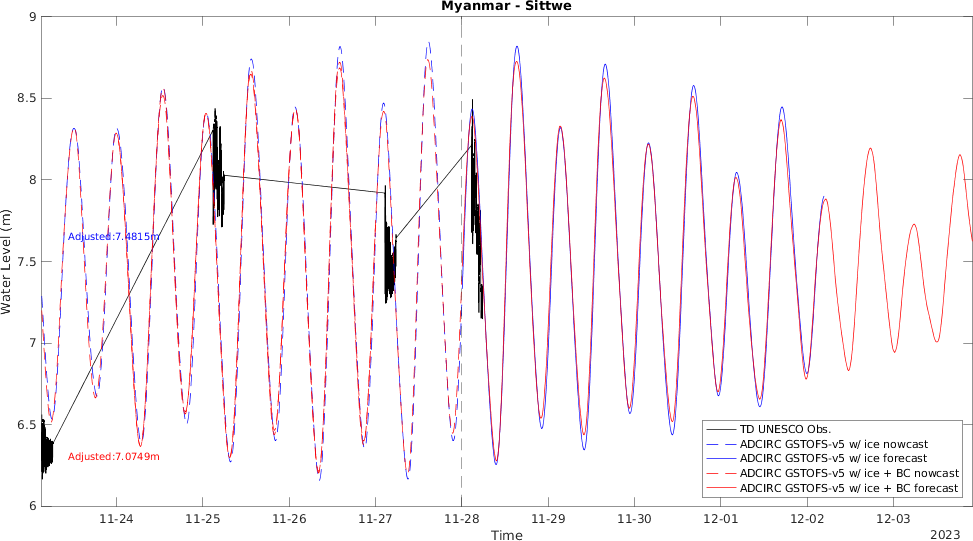 Myanmar - Sittwe
9
8.5
8
7.5
7
6.5
6
Water Level (m)
Adjusted:7.4815m
Adjusted:7.0749m
TD UNESCO Obs.
ADCIRC GSTOFS-v5 w/ ice nowcast
ADCIRC GSTOFS-v5 w/ ice forecast
ADCIRC GSTOFS-v5 w/ ice + BC nowcast
ADCIRC GSTOFS-v5 w/ ice + BC forecast
11-24 11-25 11-26 11-27 11-28 11-29 11-30 12-01 12-02 12-03
Time
2023